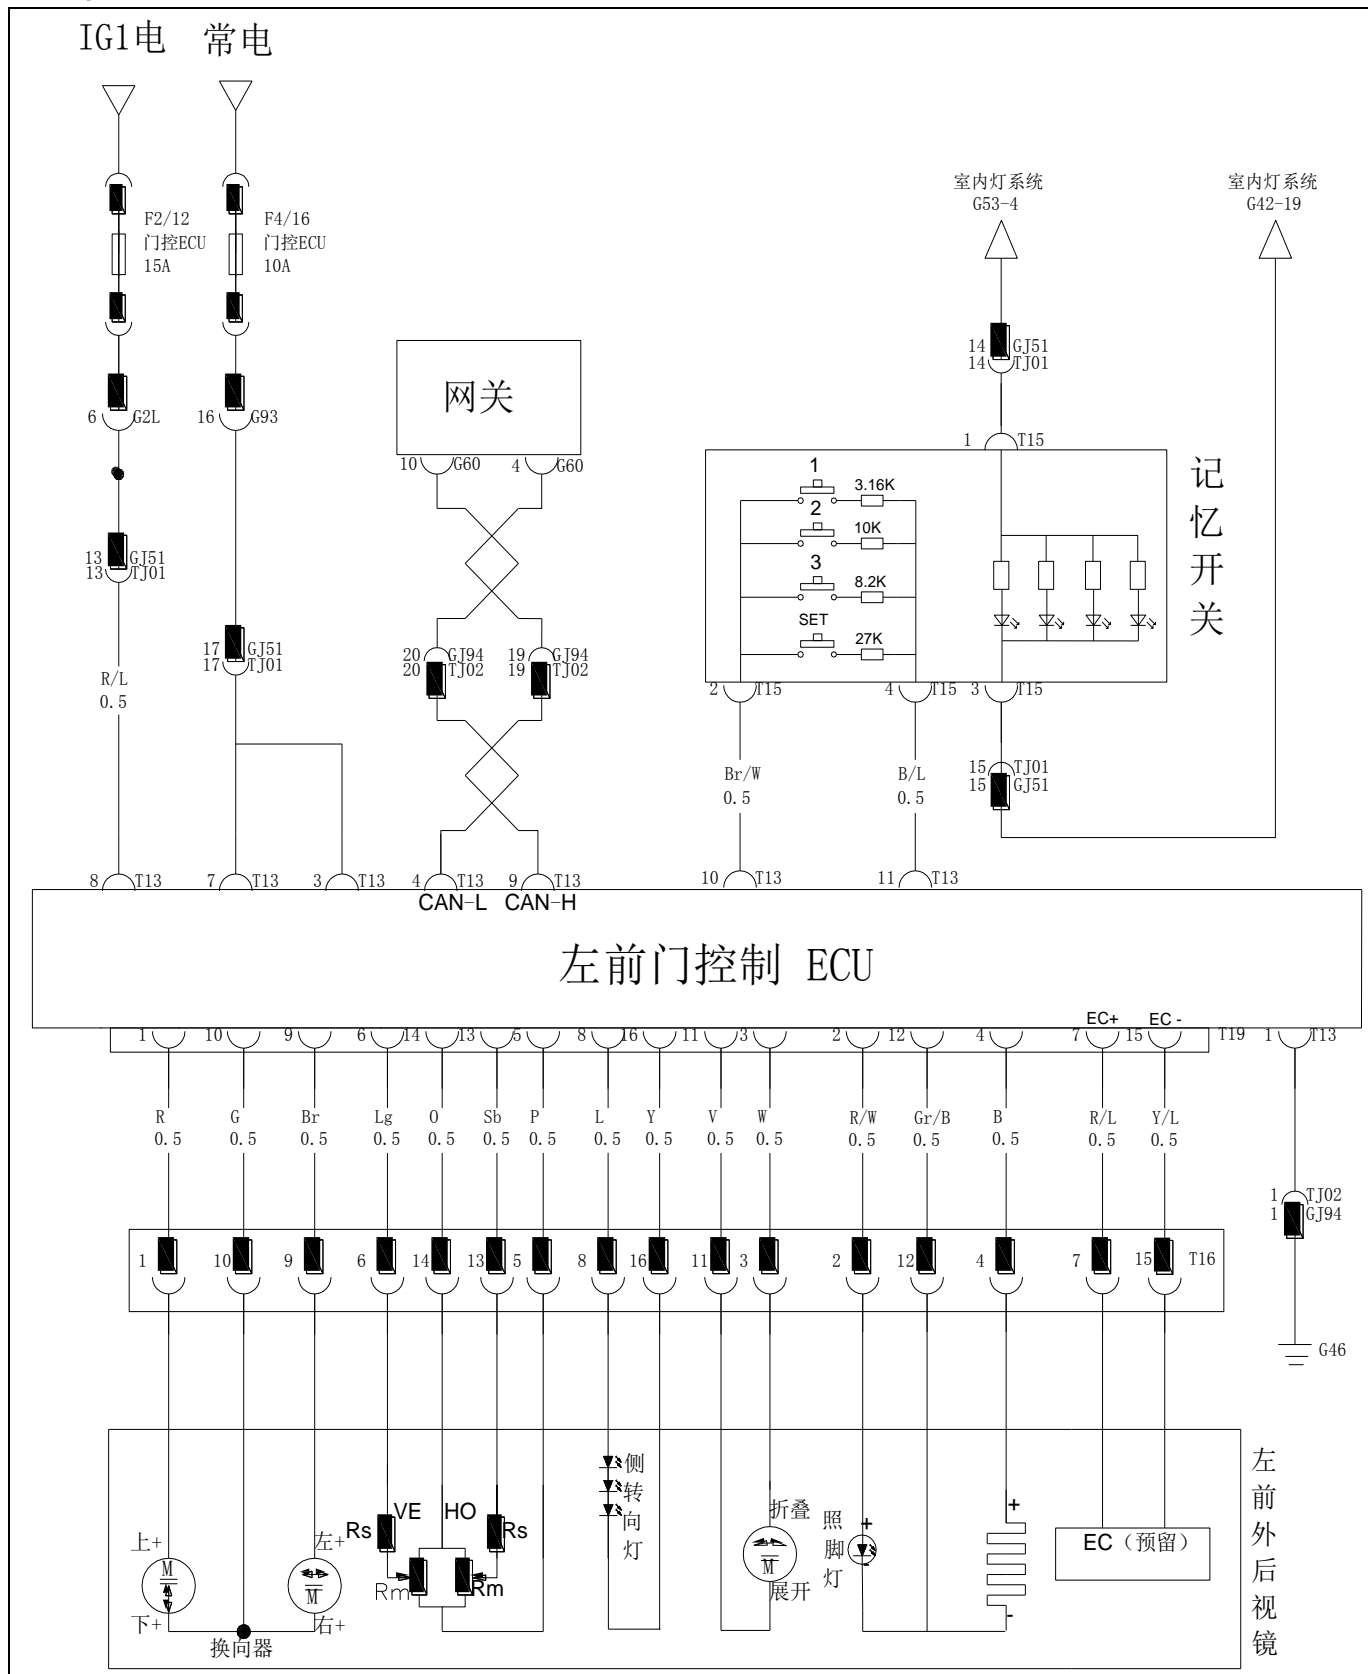 IG1电 常电
室内灯系统 室内灯系统
G53-4 G42-19
F2/12 F4/16
门控ECU 门控ECU
15A 10A
14 GJ51
14 TJ01
网关
6 G2L 16 G93
1 T15
10 G60 4 G60
记忆开关
1 3.16K
2 10K
3 8.2K
SET 27K
13 GJ51
13 TJ01
17 GJ51
17 TJ01
20 GJ94 19 GJ94
20 TJ02 19 TJ02
R/L
0.5
2 T15 4 T15 3 T15
Br/W B/L
0.5 0.5
15 TJ01
15 GJ51
8 T13 7 T13 3 T13 4 T13 9 T13 10 T13 11 T13
CAN-L CAN-H
左前门控制 ECU
EC+ EC-
1 10 9 6 14 13 5 8 16 11 3 2 12 4 7 15 T19 1 T13
R G Br Lg O Sb P L Y V W R/W Gr/B B R/L Y/L
0.5 0.5 0.5 0.5 0.5 0.5 0.5 0.5 0.5 0.5 0.5 0.5 0.5 0.5 0.5 0.5
1 TJ02
1 GJ94
1 10 9 6 14 13 5 8 16 11 3 2 12 4 7 15 T16
G46
左前外后视镜
侧转向灯
VE HO
Rs Rs
折叠
照脚灯
+ +
上+ 左+
M M M
EC（预留）
Rm Rm
展开
- -
下+ 右+
换向器